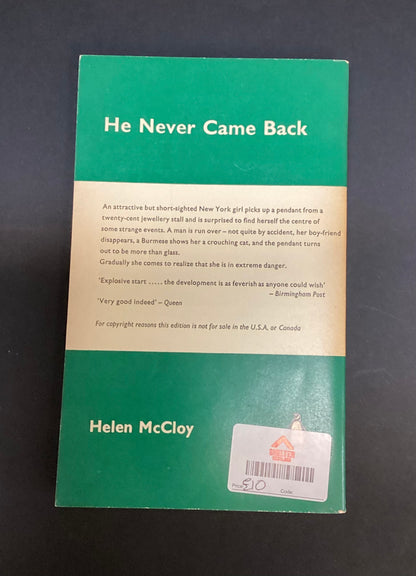 He Never Came Back
An attractive but short-sighted New York girl picks up a pendant from a
twenty-cent jewellery stall and is surprised to find herself the centre of
some strange events. A man is run over – not quite by accident, her boy-friend
disappears, a Burmese shows her a crouching cat, and the pendant turns
out to be more than glass.
Gradually she comes to realize that she is in extreme danger.
'Explosive start ..... the development is as feverish as anyone could wish'
– Birmingham Post
'Very good indeed' – Queen
For copyright reasons this edition is not for sale in the U.S.A. or Canada
Helen McCloy
Price £10 Code: